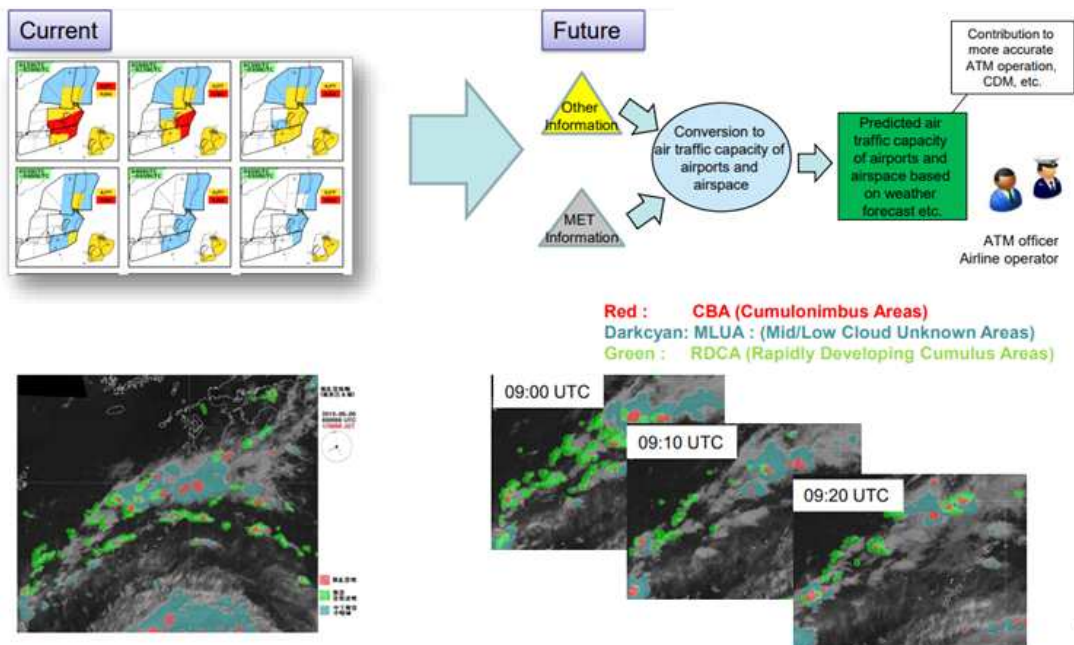 Current
Future
Contribution to
more accurate
ATM operation,
CDM, etc.
Other
Information
Conversion to
air traffic capacity of
airports and
airspace
Predicted air
traffic capacity
of airports and
airspace based
on weather
forecast etc.
MET
Information
ATM officer
Airline operator
Red : CBA (Cumulonimbus Areas)
Darkcyan: MLUA : (Mid/Low Cloud Unknown Areas)
Green : RDCA (Rapidly Developing Cumulus Areas)
09:00 UTC
09:10 UTC
09:20 UTC